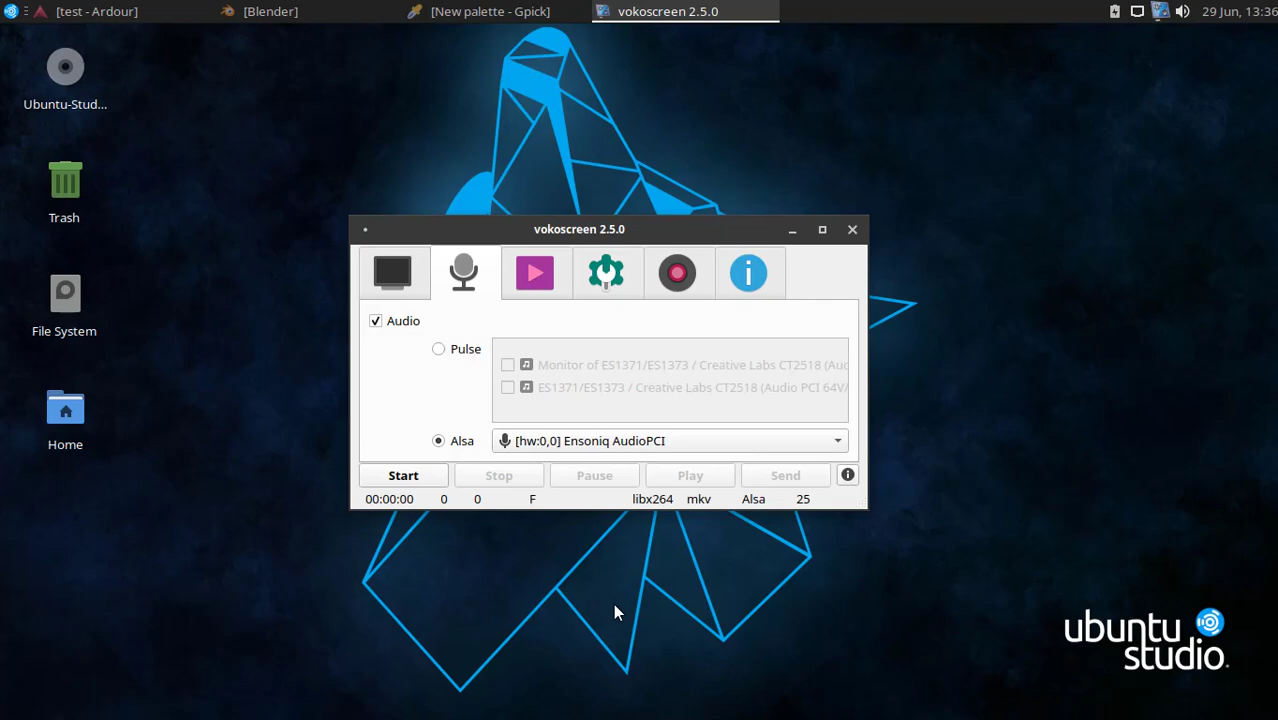 [test - Ardour]
[Blender]
[New palette - Gpick]
vokoscreen 2.5.0
29 Jun, 13:36
Ubuntu-Stud...
Trash
File System
Home
vokoscreen 2.5.0
Audio
Pulse
Monitor of ES1371/ES1373 / Creative Labs CT2518 (Aud
ES1371/ES1373 / Creative Labs CT2518 (Audio PCI 64V/
Alsa
[hw:0,0] Ensoniq AudioPCI
Start
Stop
Pause
Play
Send
00:00:00 0 0 F libx264 mkv Alsa 25
ubuntu
studio